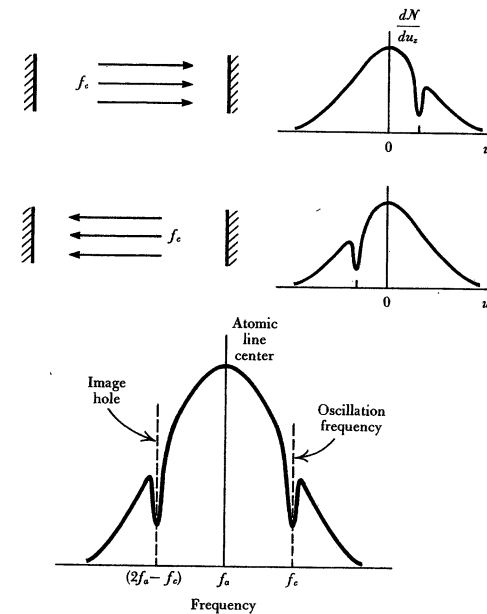 f_c
dN
du_z
0
f_c
0
Atomic
line
center
Image
hole
Oscillation
frequency
(2f_a − f_c)
f_a
f_c
Frequency